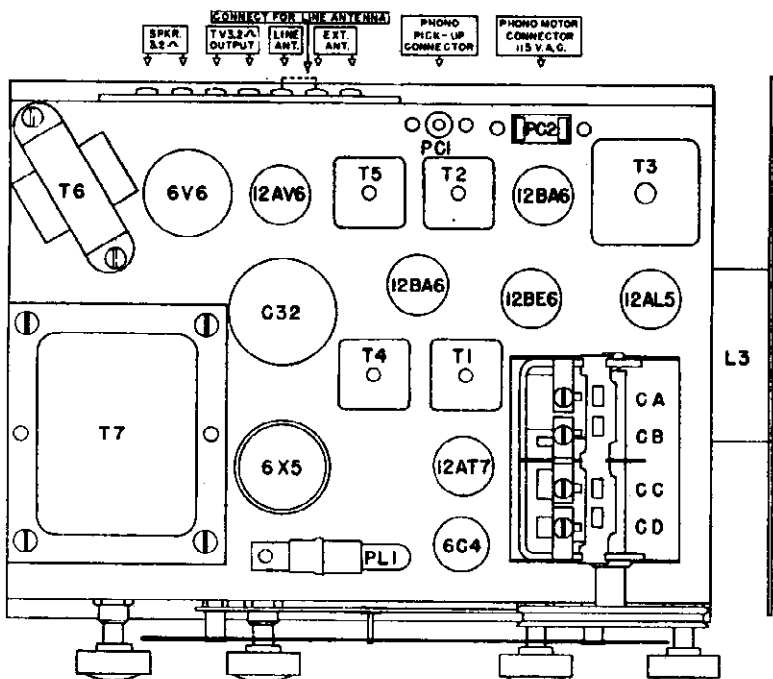 CONNECT FOR LINE ANTENNA
SPKR.
3.2 Ω
TV3.2 Ω
OUTPUT
LINE
ANT.
EXT.
ANT.
PHONO
PICK-UP
CONNECTOR
PHONO MOTOR
CONNECTOR
115 V. A.C.
PC1
PC2
T6
6V6
12AV6
T5
T2
12BA6
T3
C32
12BA6
12BE6
12AL5
T4
T1
L3
CA
CB
CC
CD
T7
6X5
12AT7
6C4
PL1